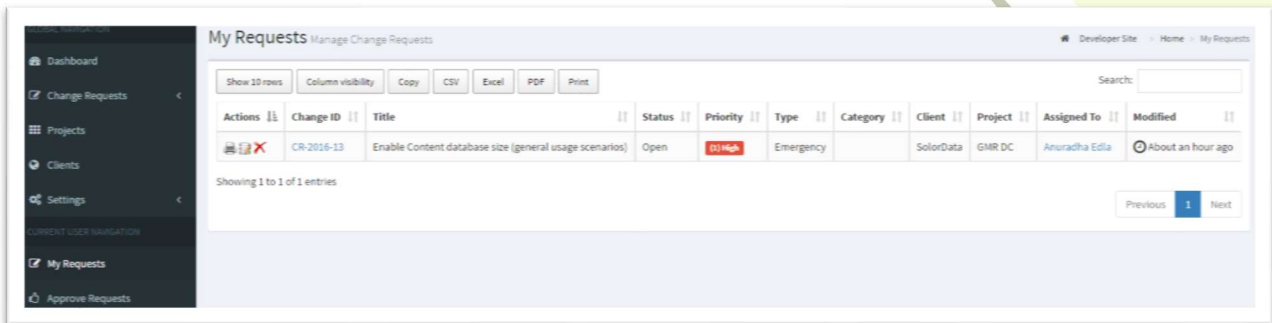 GLOBAL NAVIGATION
Dashboard
Change Requests
Projects
Clients
Settings
CURRENT USER NAVIGATION
My Requests
Approve Requests
My Requests Manage Change Requests
Developer Site > Home > My Requests
Show 10 rows Column visibility Copy CSV Excel PDF Print
Search:
Actions Change ID Title Status Priority Type Category Client Project Assigned To Modified
CR-2016-13 Enable Content database size (general usage scenarios) Open (1) High Emergency SolorData GMR DC Anuradha Edla About an hour ago
Showing 1 to 1 of 1 entries
Previous 1 Next